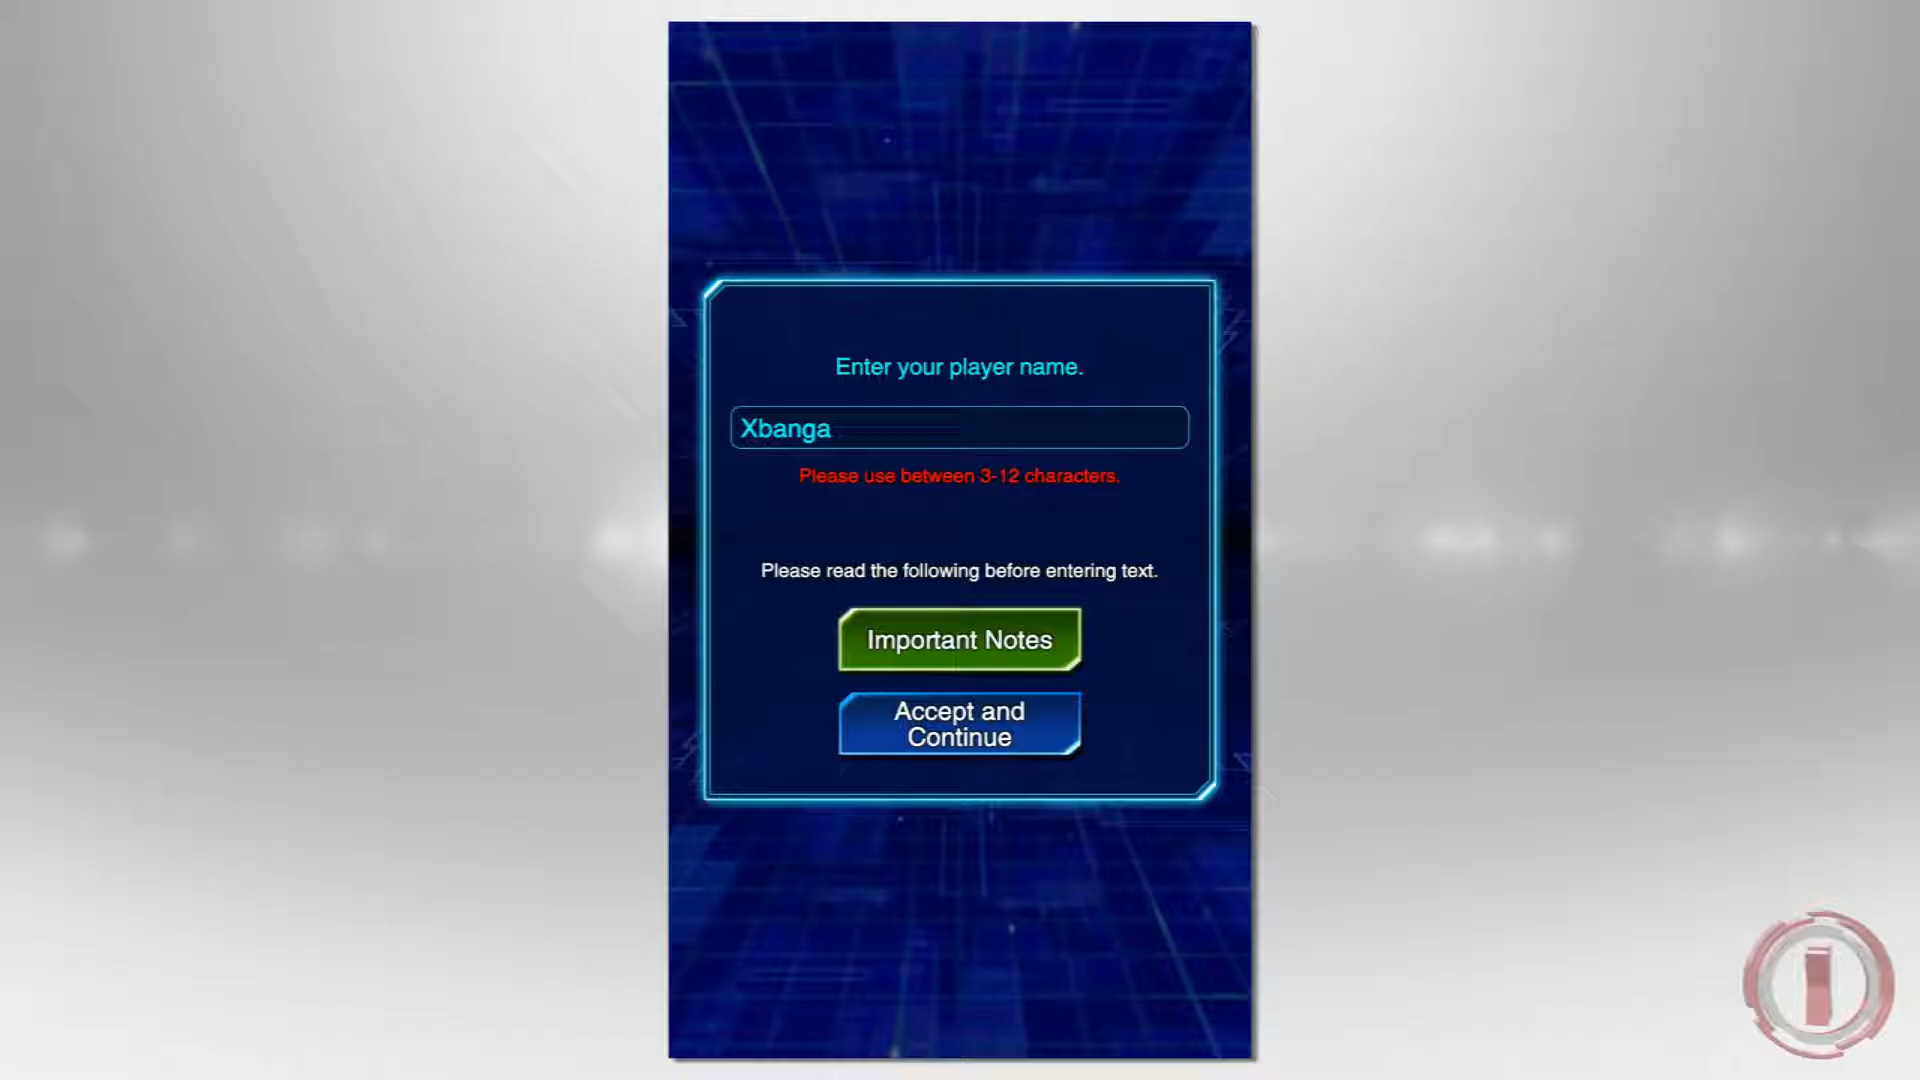 Enter your player name.
Xbanga
Please use between 3-12 characters.
Please read the following before entering text.
Important Notes
Accept and
Continue